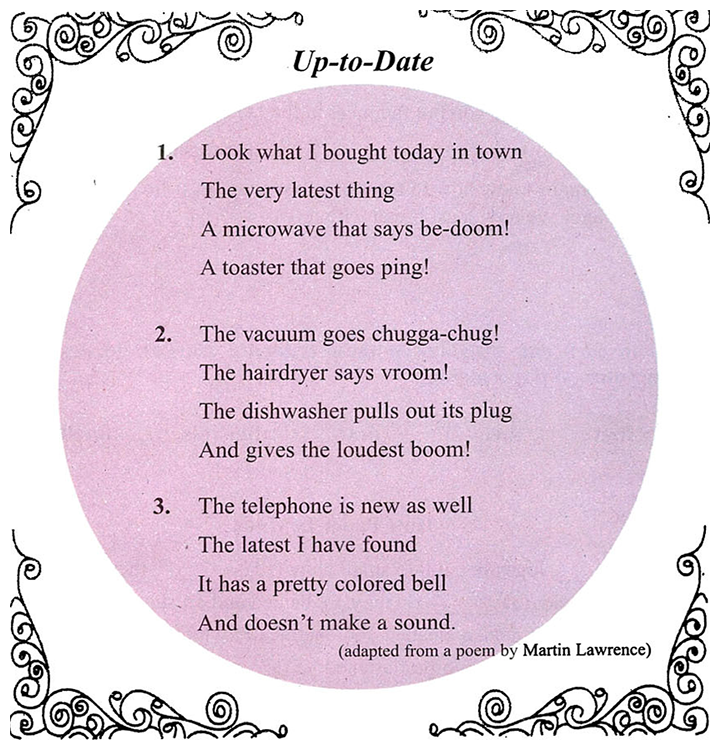 Up-to-Date
1. Look what I bought today in town
The very latest thing
A microwave that says be-doom!
A toaster that goes ping!
2. The vacuum goes chugga-chug!
The hairdryer says vroom!
The dishwasher pulls out its plug
And gives the loudest boom!
3. The telephone is new as well
The latest I have found
It has a pretty colored bell
And doesn't make a sound.
(adapted from a poem by Martin Lawrence)